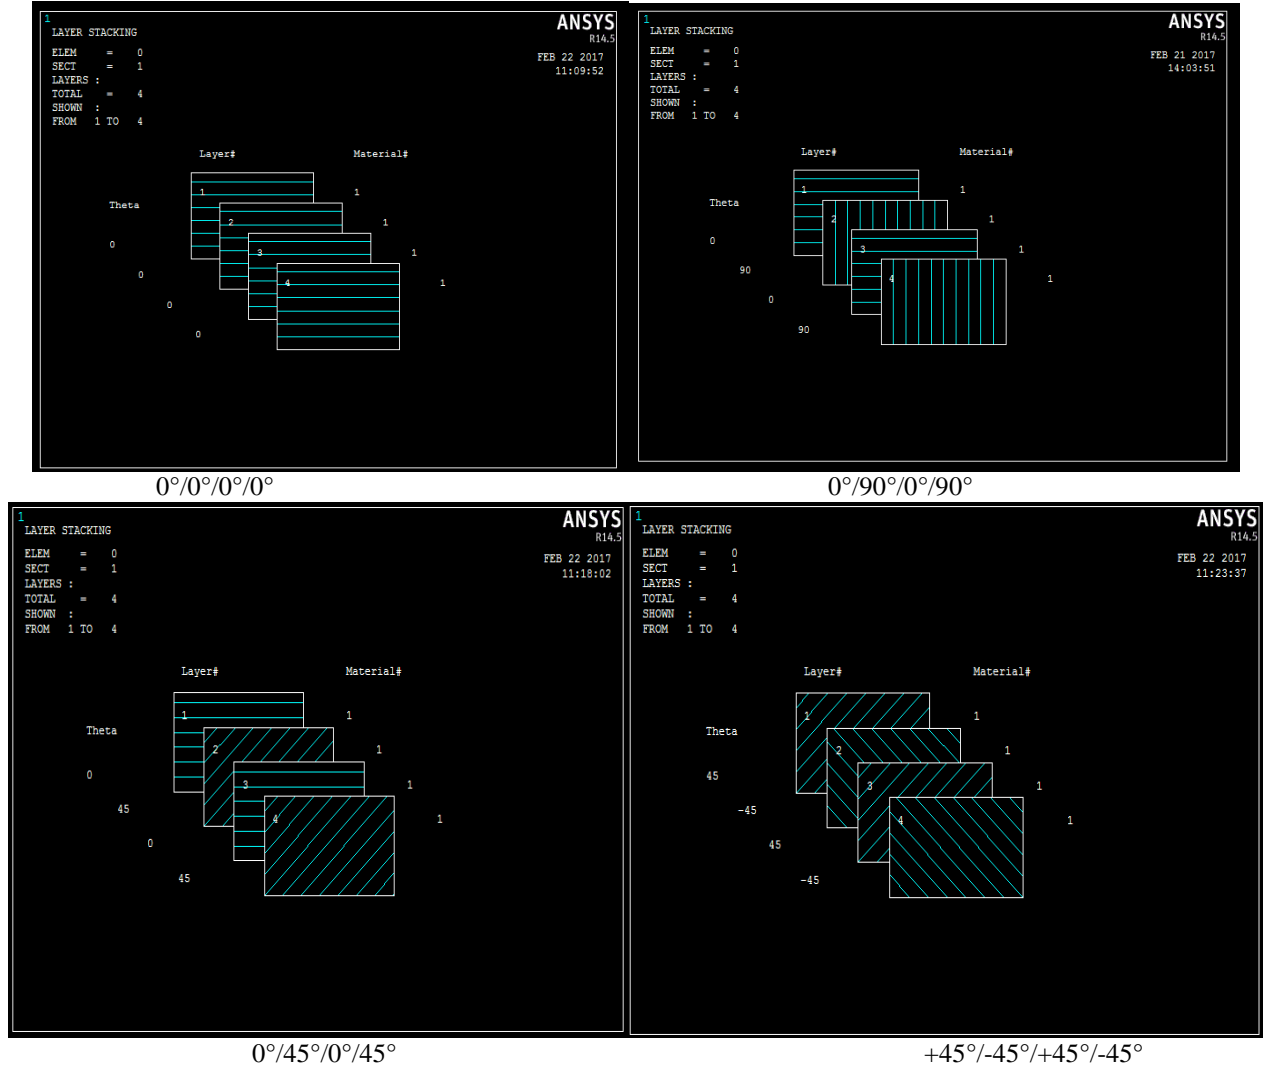 1
ANSYS
R14.5
LAYER STACKING
FEB 22 2017
11:09:52
ELEM = 0
SECT = 1
LAYERS :
TOTAL = 4
SHOWN :
FROM 1 TO 4
Layer# Material#
1 1
Theta
2 1
0
3 1
0
4 1
0
0
0°/0°/0°/0°
1
ANSYS
R14.5
LAYER STACKING
FEB 21 2017
14:03:51
ELEM = 0
SECT = 1
LAYERS :
TOTAL = 4
SHOWN :
FROM 1 TO 4
Layer# Material#
1 1
Theta
2 1
0
3 1
90
4 1
0
90
0°/90°/0°/90°
1
ANSYS
R14.5
LAYER STACKING
FEB 22 2017
11:18:02
ELEM = 0
SECT = 1
LAYERS :
TOTAL = 4
SHOWN :
FROM 1 TO 4
Layer# Material#
1 1
Theta
2 1
0
3 1
45
4 1
0
45
0°/45°/0°/45°
1
ANSYS
R14.5
LAYER STACKING
FEB 22 2017
11:23:37
ELEM = 0
SECT = 1
LAYERS :
TOTAL = 4
SHOWN :
FROM 1 TO 4
Layer# Material#
1 1
Theta
2 1
45
3 1
-45
4 1
45
-45
+45°/-45°/+45°/-45°